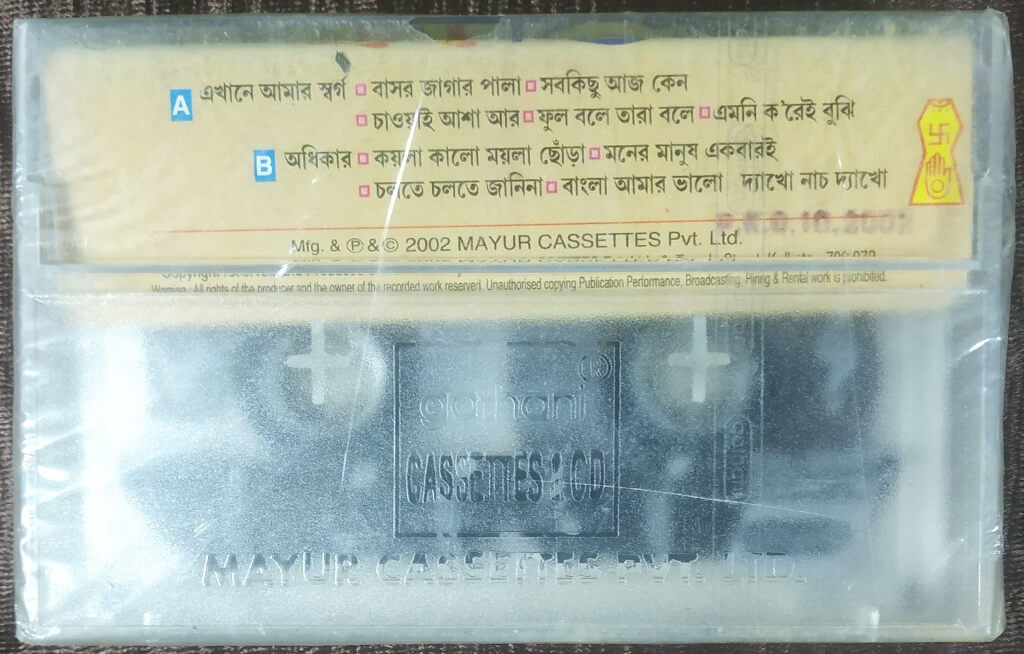 A এখানে আমার স্বর্গ বাসর জাগার পালা সবকিছু আজ কেন
চাওয়াই আশা আর ফুল বলে তারা বলে এমনি ক'রেই বুঝি
B অধিকার কয়লা কালো ময়লা ছোঁড়া মনের মানুষ একবারই
চলতে চলতে জানিনা বাংলা আমার ভালো দ্যাখো নাচ দ্যাখো
10.2002
Mfg. & Ⓟ & © 2002 MAYUR CASSETTES Pvt. Ltd.
Warning : All rights of the producer and the owner of the recorded work reserverl. Unauthorised copying Publication Performance, Broadcasting, Hiring & Rental work is prohibited.
gathani ®
CASSETTES & CD
MAYUR CASSETTES PVT. LTD.